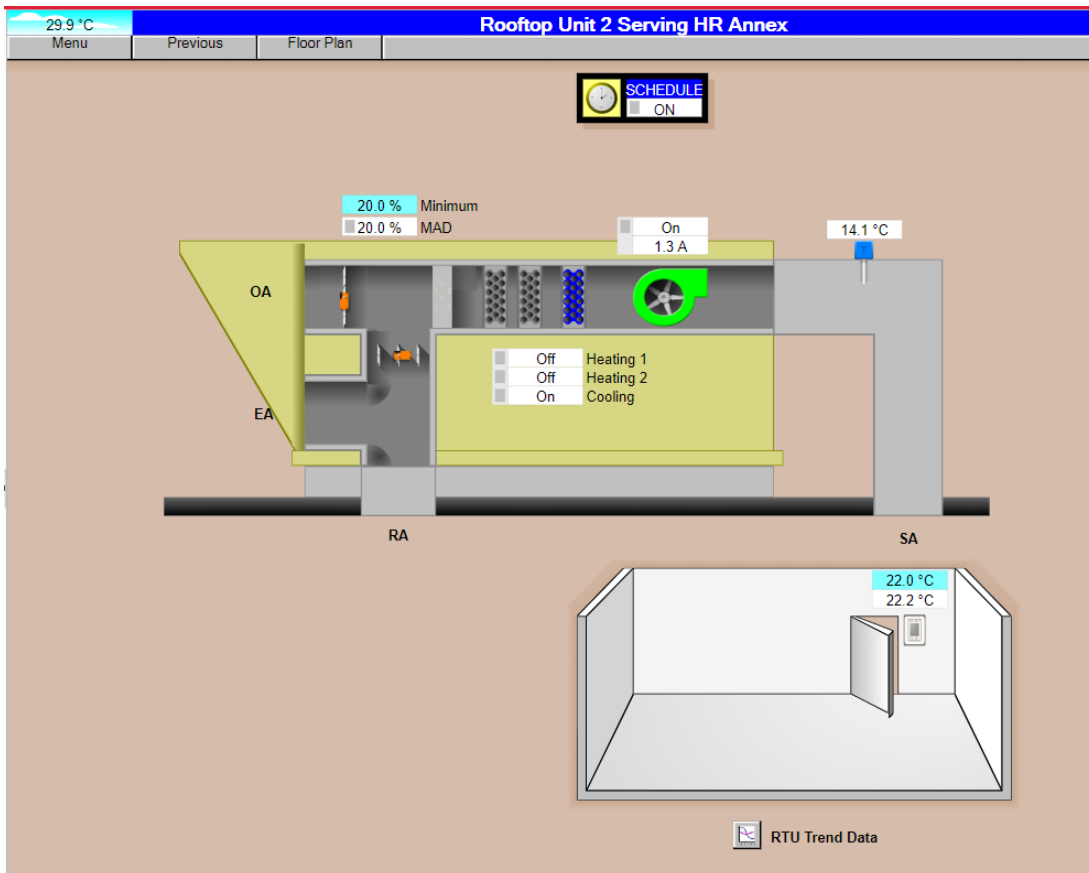 29.9 °C
Rooftop Unit 2 Serving HR Annex
Menu
Previous
Floor Plan
SCHEDULE
ON
20.0 %
Minimum
20.0 %
MAD
On
1.3 A
14.1 °C
T
OA
Off
Heating 1
Off
Heating 2
On
Cooling
EA
RA
SA
22.0 °C
22.2 °C
RTU Trend Data